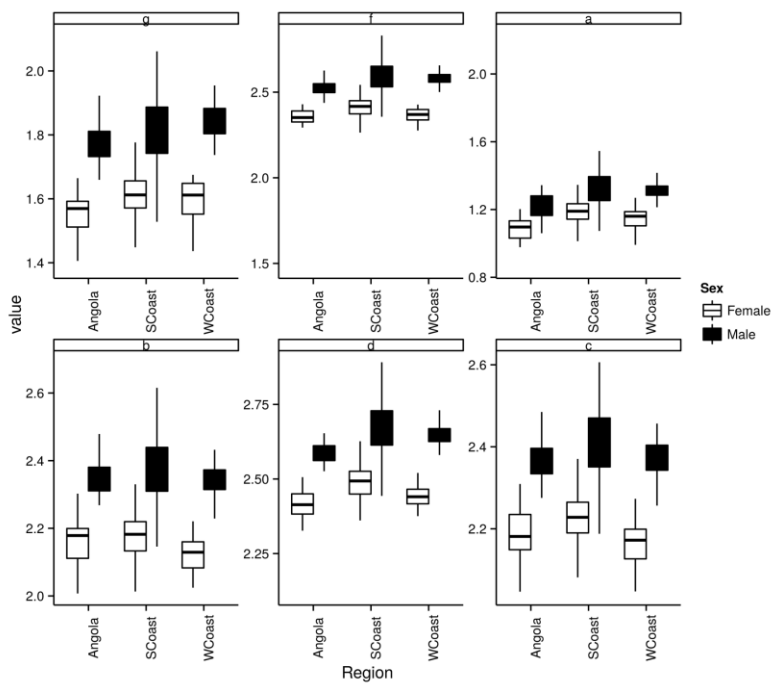 g
f
a
2.0
1.8
1.6
1.4
2.5
2.0
1.5
2.0
1.6
1.2
0.8
Angola
SCoast
WCoast
Angola
SCoast
WCoast
Angola
SCoast
WCoast
value
Sex
Female
Male
b
d
c
2.6
2.4
2.2
2.0
2.75
2.50
2.25
2.6
2.4
2.2
Angola
SCoast
WCoast
Angola
SCoast
WCoast
Angola
SCoast
WCoast
Region